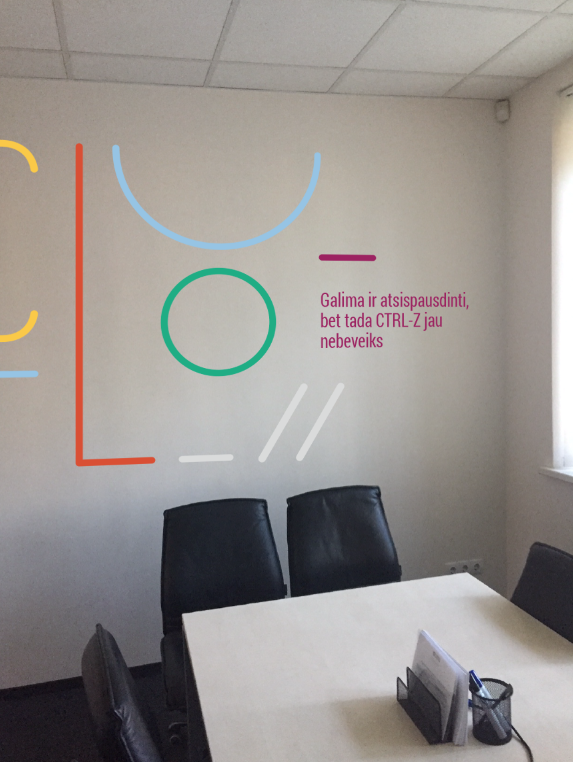 Galima ir atsispausdinti,
bet tada CTRL-Z jau
nebeveiks